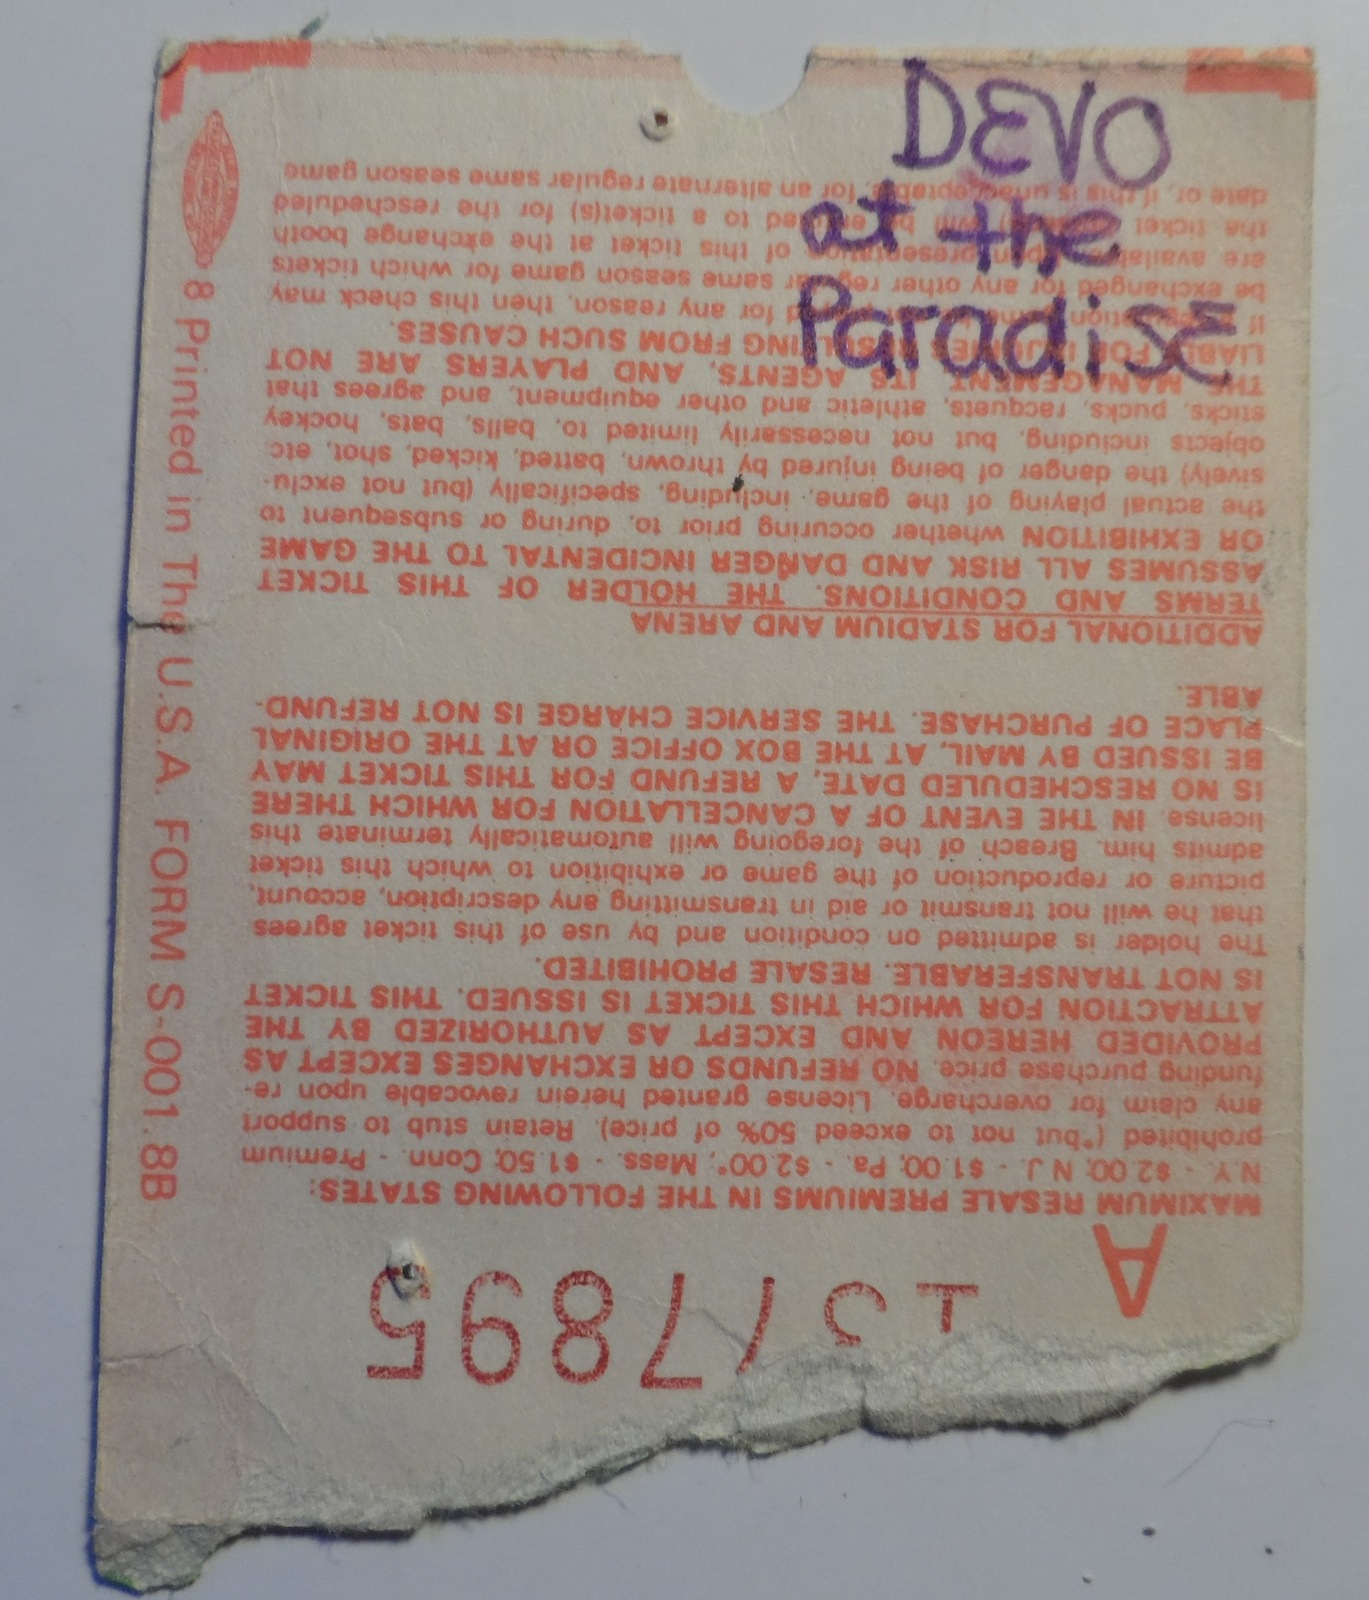 DEVO
at the
Paradise
A 7895
MAXIMUM RESALE PREMIUMS IN THE FOLLOWING STATES:
N.Y. - $2.00; N.J. - $1.00; Pa. - $2.00*; Mass. - $1.50; Conn. - Premium
prohibited (*but not to exceed 50% of price). Retain stub to support
any claim for overcharge. License granted herein revocable upon re-
funding purchase price. NO REFUNDS OR EXCHANGES EXCEPT AS
PROVIDED HEREON AND EXCEPT AS AUTHORIZED BY THE
ATTRACTION FOR WHICH THIS TICKET IS ISSUED. THIS TICKET
IS NOT TRANSFERABLE. RESALE PROHIBITED.
The holder is admitted on condition and by use of this ticket agrees
that he will not transmit or aid in transmitting any description, account,
picture or reproduction of the game or exhibition to which this ticket
admits him. Breach of the foregoing will automatically terminate this
license. IN THE EVENT OF A CANCELLATION FOR WHICH THERE
IS NO RESCHEDULED DATE, A REFUND FOR THIS TICKET MAY
BE ISSUED BY MAIL, AT THE BOX OFFICE OR AT THE ORIGINAL
PLACE OF PURCHASE. THE SERVICE CHARGE IS NOT REFUND-
ABLE.
ADDITIONAL FOR STADIUM AND ARENA
TERMS AND CONDITIONS. THE HOLDER OF THIS TICKET
ASSUMES ALL RISK AND DANGER INCIDENTAL TO THE GAME
OR EXHIBITION whether occuring prior to, during or subsequent to
the actual playing of the game, including, specifically (but not exclu-
sively) the danger of being injured by thrown, batted, kicked, shot, etc
objects including, but not necessarily limited to, balls, bats, hockey
sticks, pucks, racquets, athletic and other equipment, and agrees that
THE MANAGEMENT, ITS AGENTS, AND PLAYERS ARE NOT
LIABLE FOR INJURIES RESULTING FROM SUCH CAUSES.
If for any reason, then this check may
be exchanged for any other regular same season game for which tickets
are available upon presentation of this ticket at the exchange booth
the ticket will be entitled to a ticket(s) for the rescheduled
date or, if this is unacceptable, for an alternate regular same season game
8 Printed in The U.S.A. FORM S-001.8B